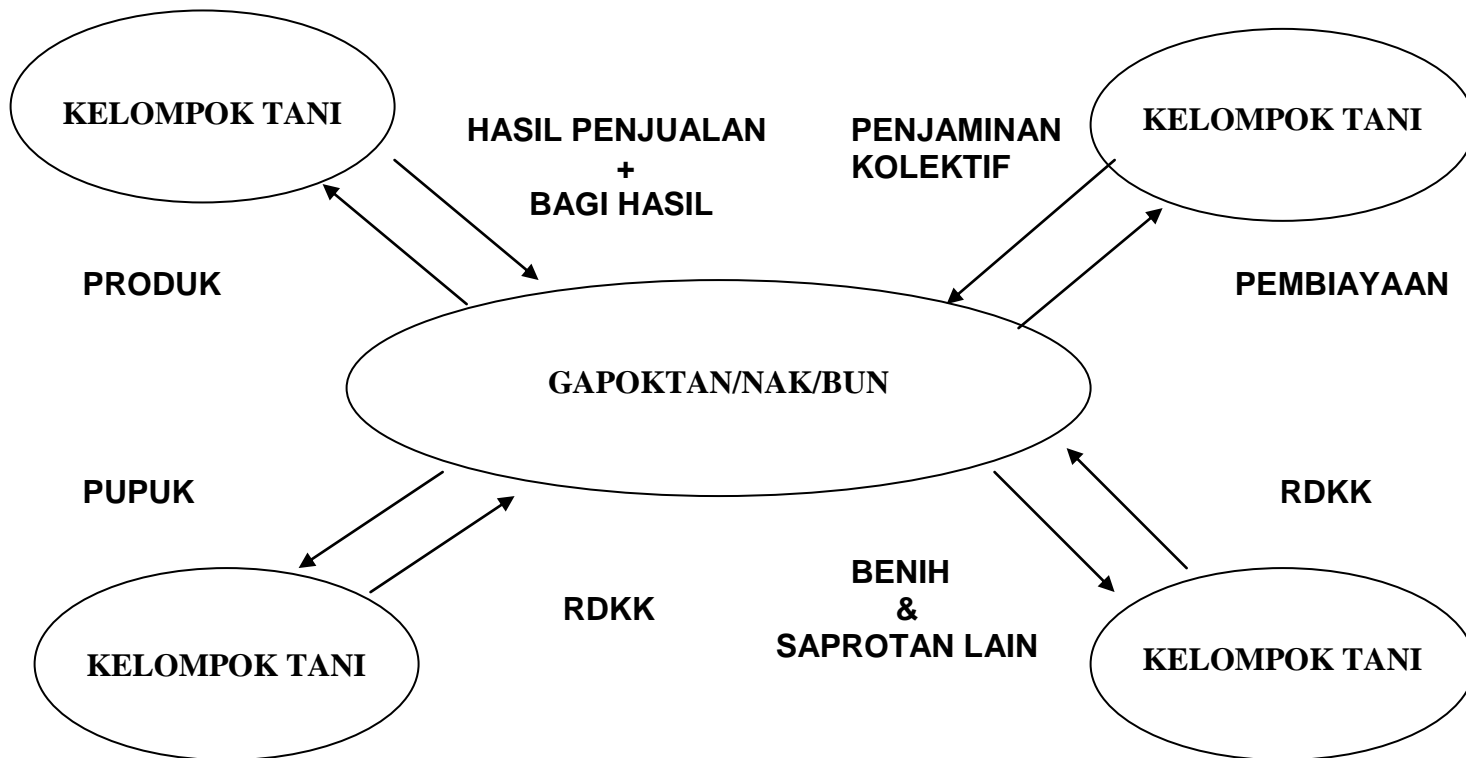 KELOMPOK TANI
KELOMPOK TANI
HASIL PENJUALAN
+
BAGI HASIL
PENJAMINAN
KOLEKTIF
PRODUK
PEMBIAYAAN
GAPOKTAN/NAK/BUN
PUPUK
RDKK
RDKK
BENIH
&
SAPROTAN LAIN
KELOMPOK TANI
KELOMPOK TANI